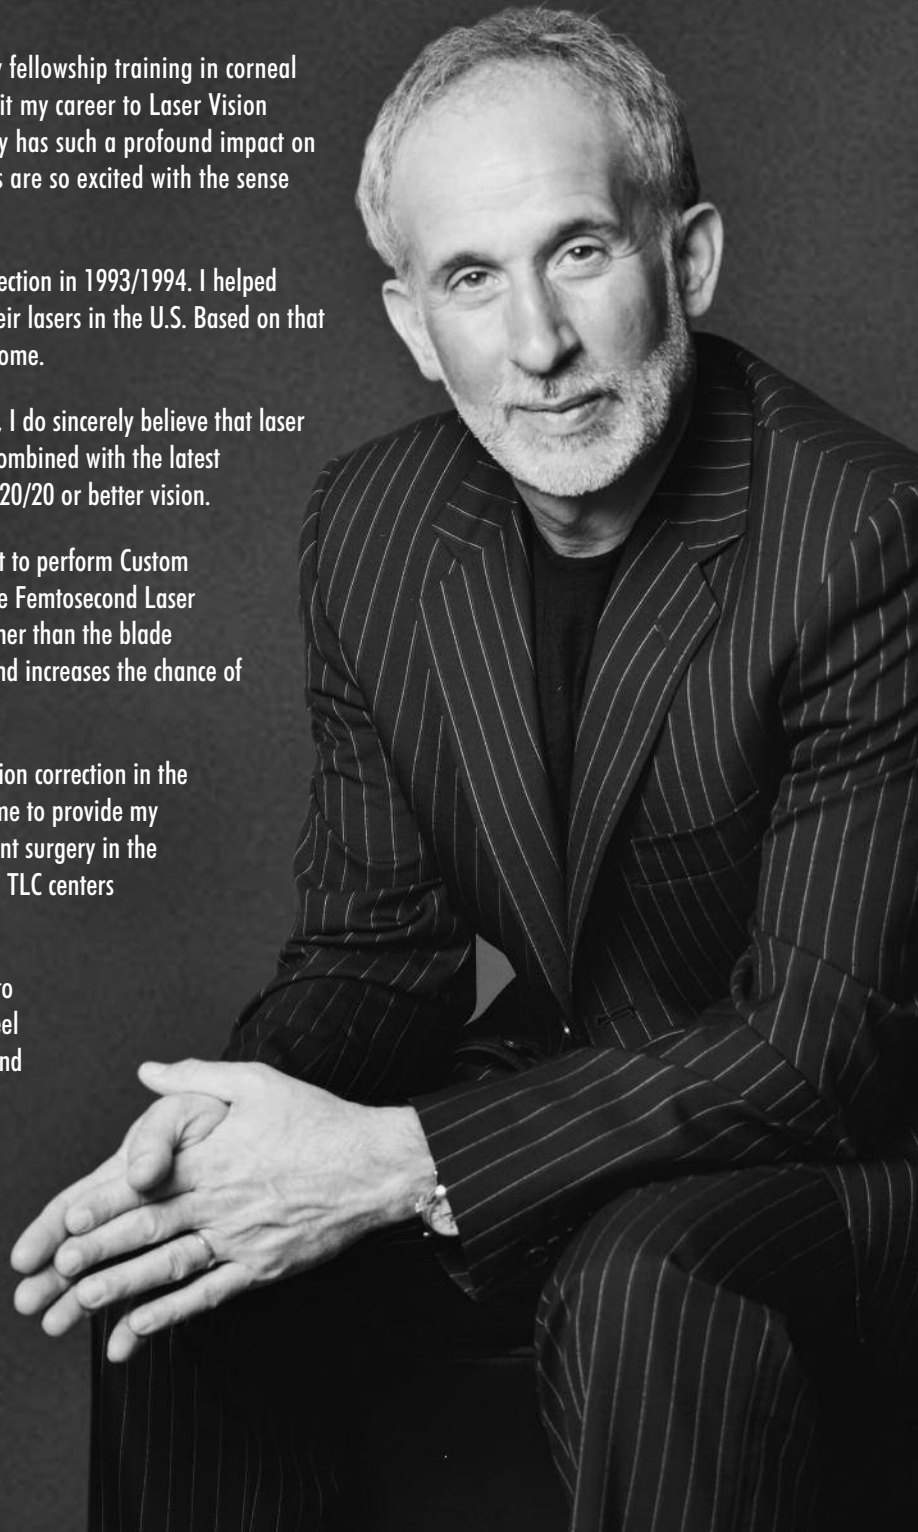 fellowship training in corneal
it my career to Laser Vision
y has such a profound impact on
s are so excited with the sense
ection in 1993/1994. I helped
eir lasers in the U.S. Based on that
ome.
, I do sincerely believe that laser
ombined with the latest
20/20 or better vision.
t to perform Custom
e Femtosecond Laser
her than the blade
nd increases the chance of
ion correction in the
me to provide my
nt surgery in the
TLC centers
to
eel
nd